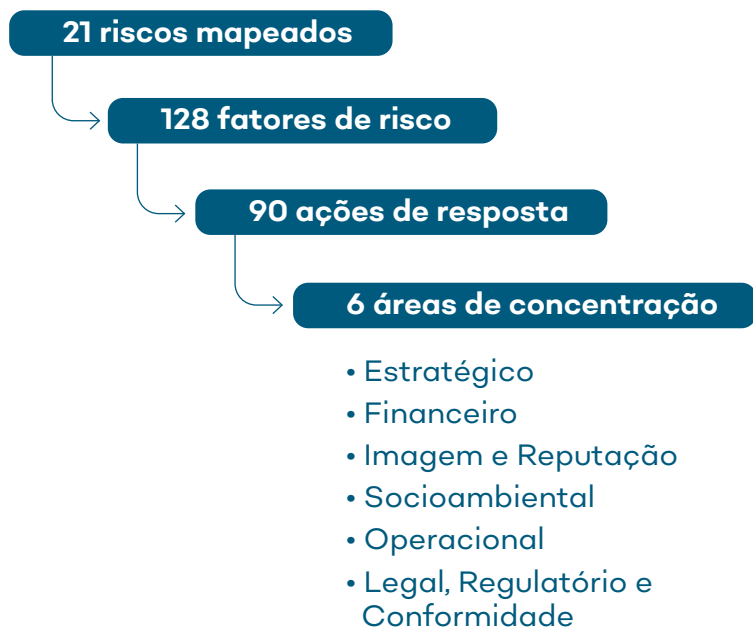 21 riscos mapeados
128 fatores de risco
90 ações de resposta
6 áreas de concentração
• Estratégico
• Financeiro
• Imagem e Reputação
• Socioambiental
• Operacional
• Legal, Regulatório e
Conformidade